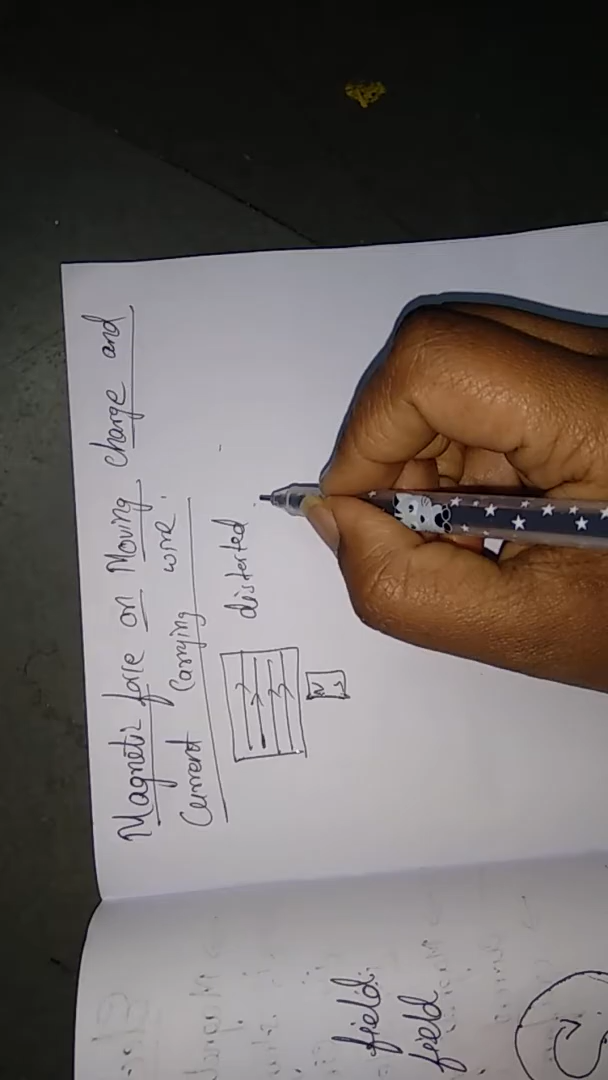 Magnetic force on Moving Charge and
Current Carrying wire:
distorted
N S
field:
field